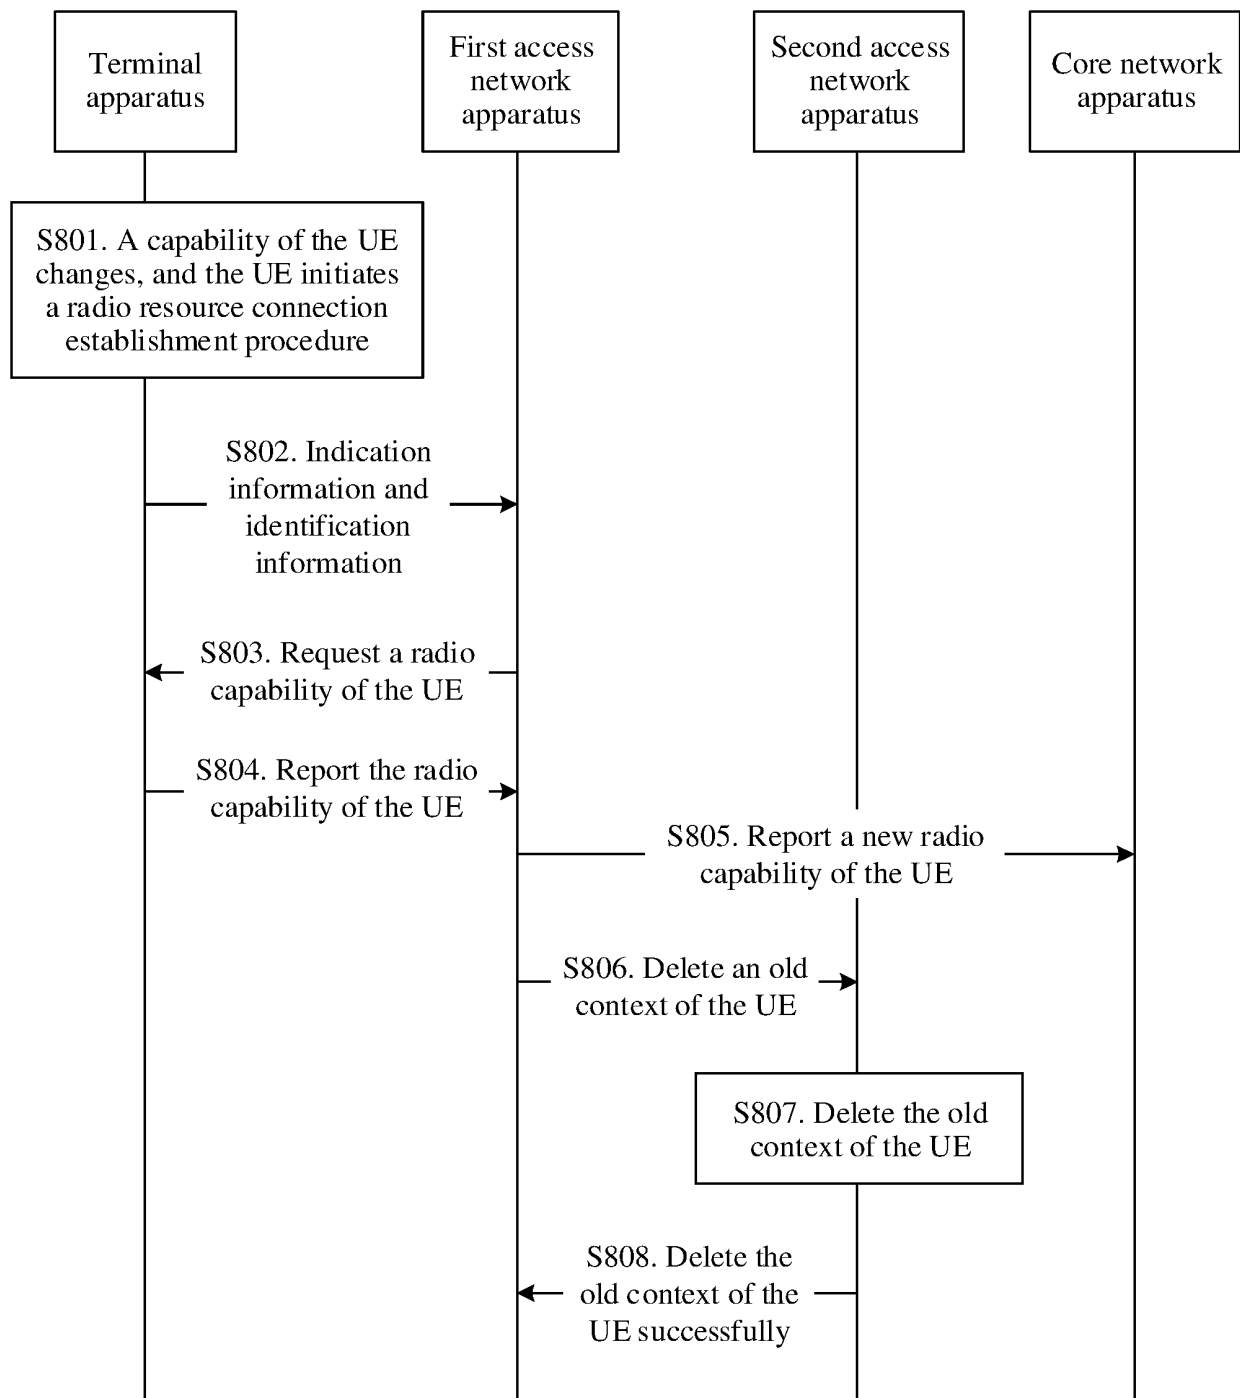 Terminal
apparatus
First access
network
apparatus
Second access
network
apparatus
Core network
apparatus
S801. A capability of the UE
changes, and the UE initiates
a radio resource connection
establishment procedure
S802. Indication
information and
identification
information
S803. Request a radio
capability of the UE
S804. Report the radio
capability of the UE
S805. Report a new radio
capability of the UE
S806. Delete an old
context of the UE
S807. Delete the old
context of the UE
S808. Delete the
old context of the
UE successfully